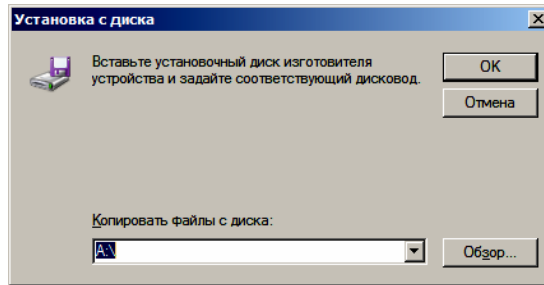 Установка с диска
Вставьте установочный диск изготовителя
устройства и задайте соответствующий дисковод.
OK
Отмена
Копировать файлы с диска:
A:\
Обзор...